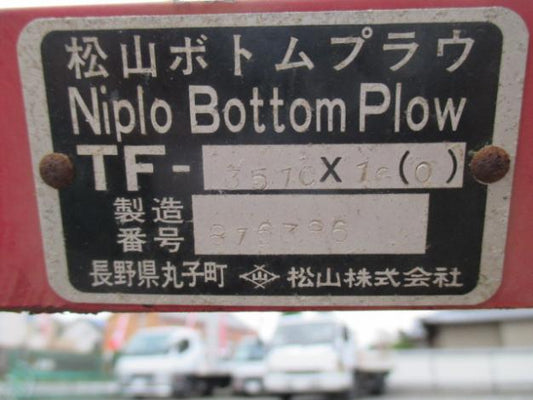 松山ボトムプラウ
Niplo Bottom Plow
TF- X (0)
製造
番号
長野県丸子町 松山株式会社